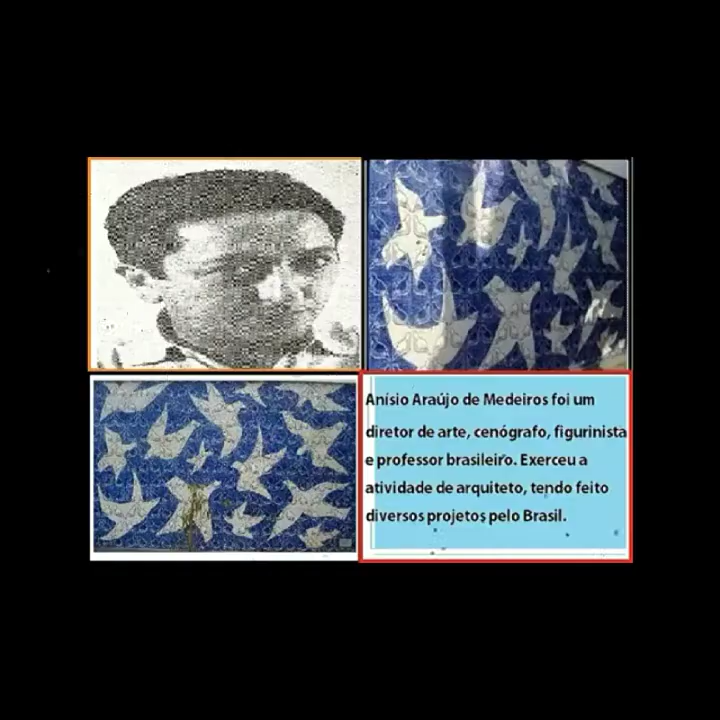 Anísio Araújo de Medeiros foi um
diretor de arte, cenógrafo, figurinista
e professor brasileiro. Exerceu a
atividade de arquiteto, tendo feito
diversos projetos pelo Brasil.